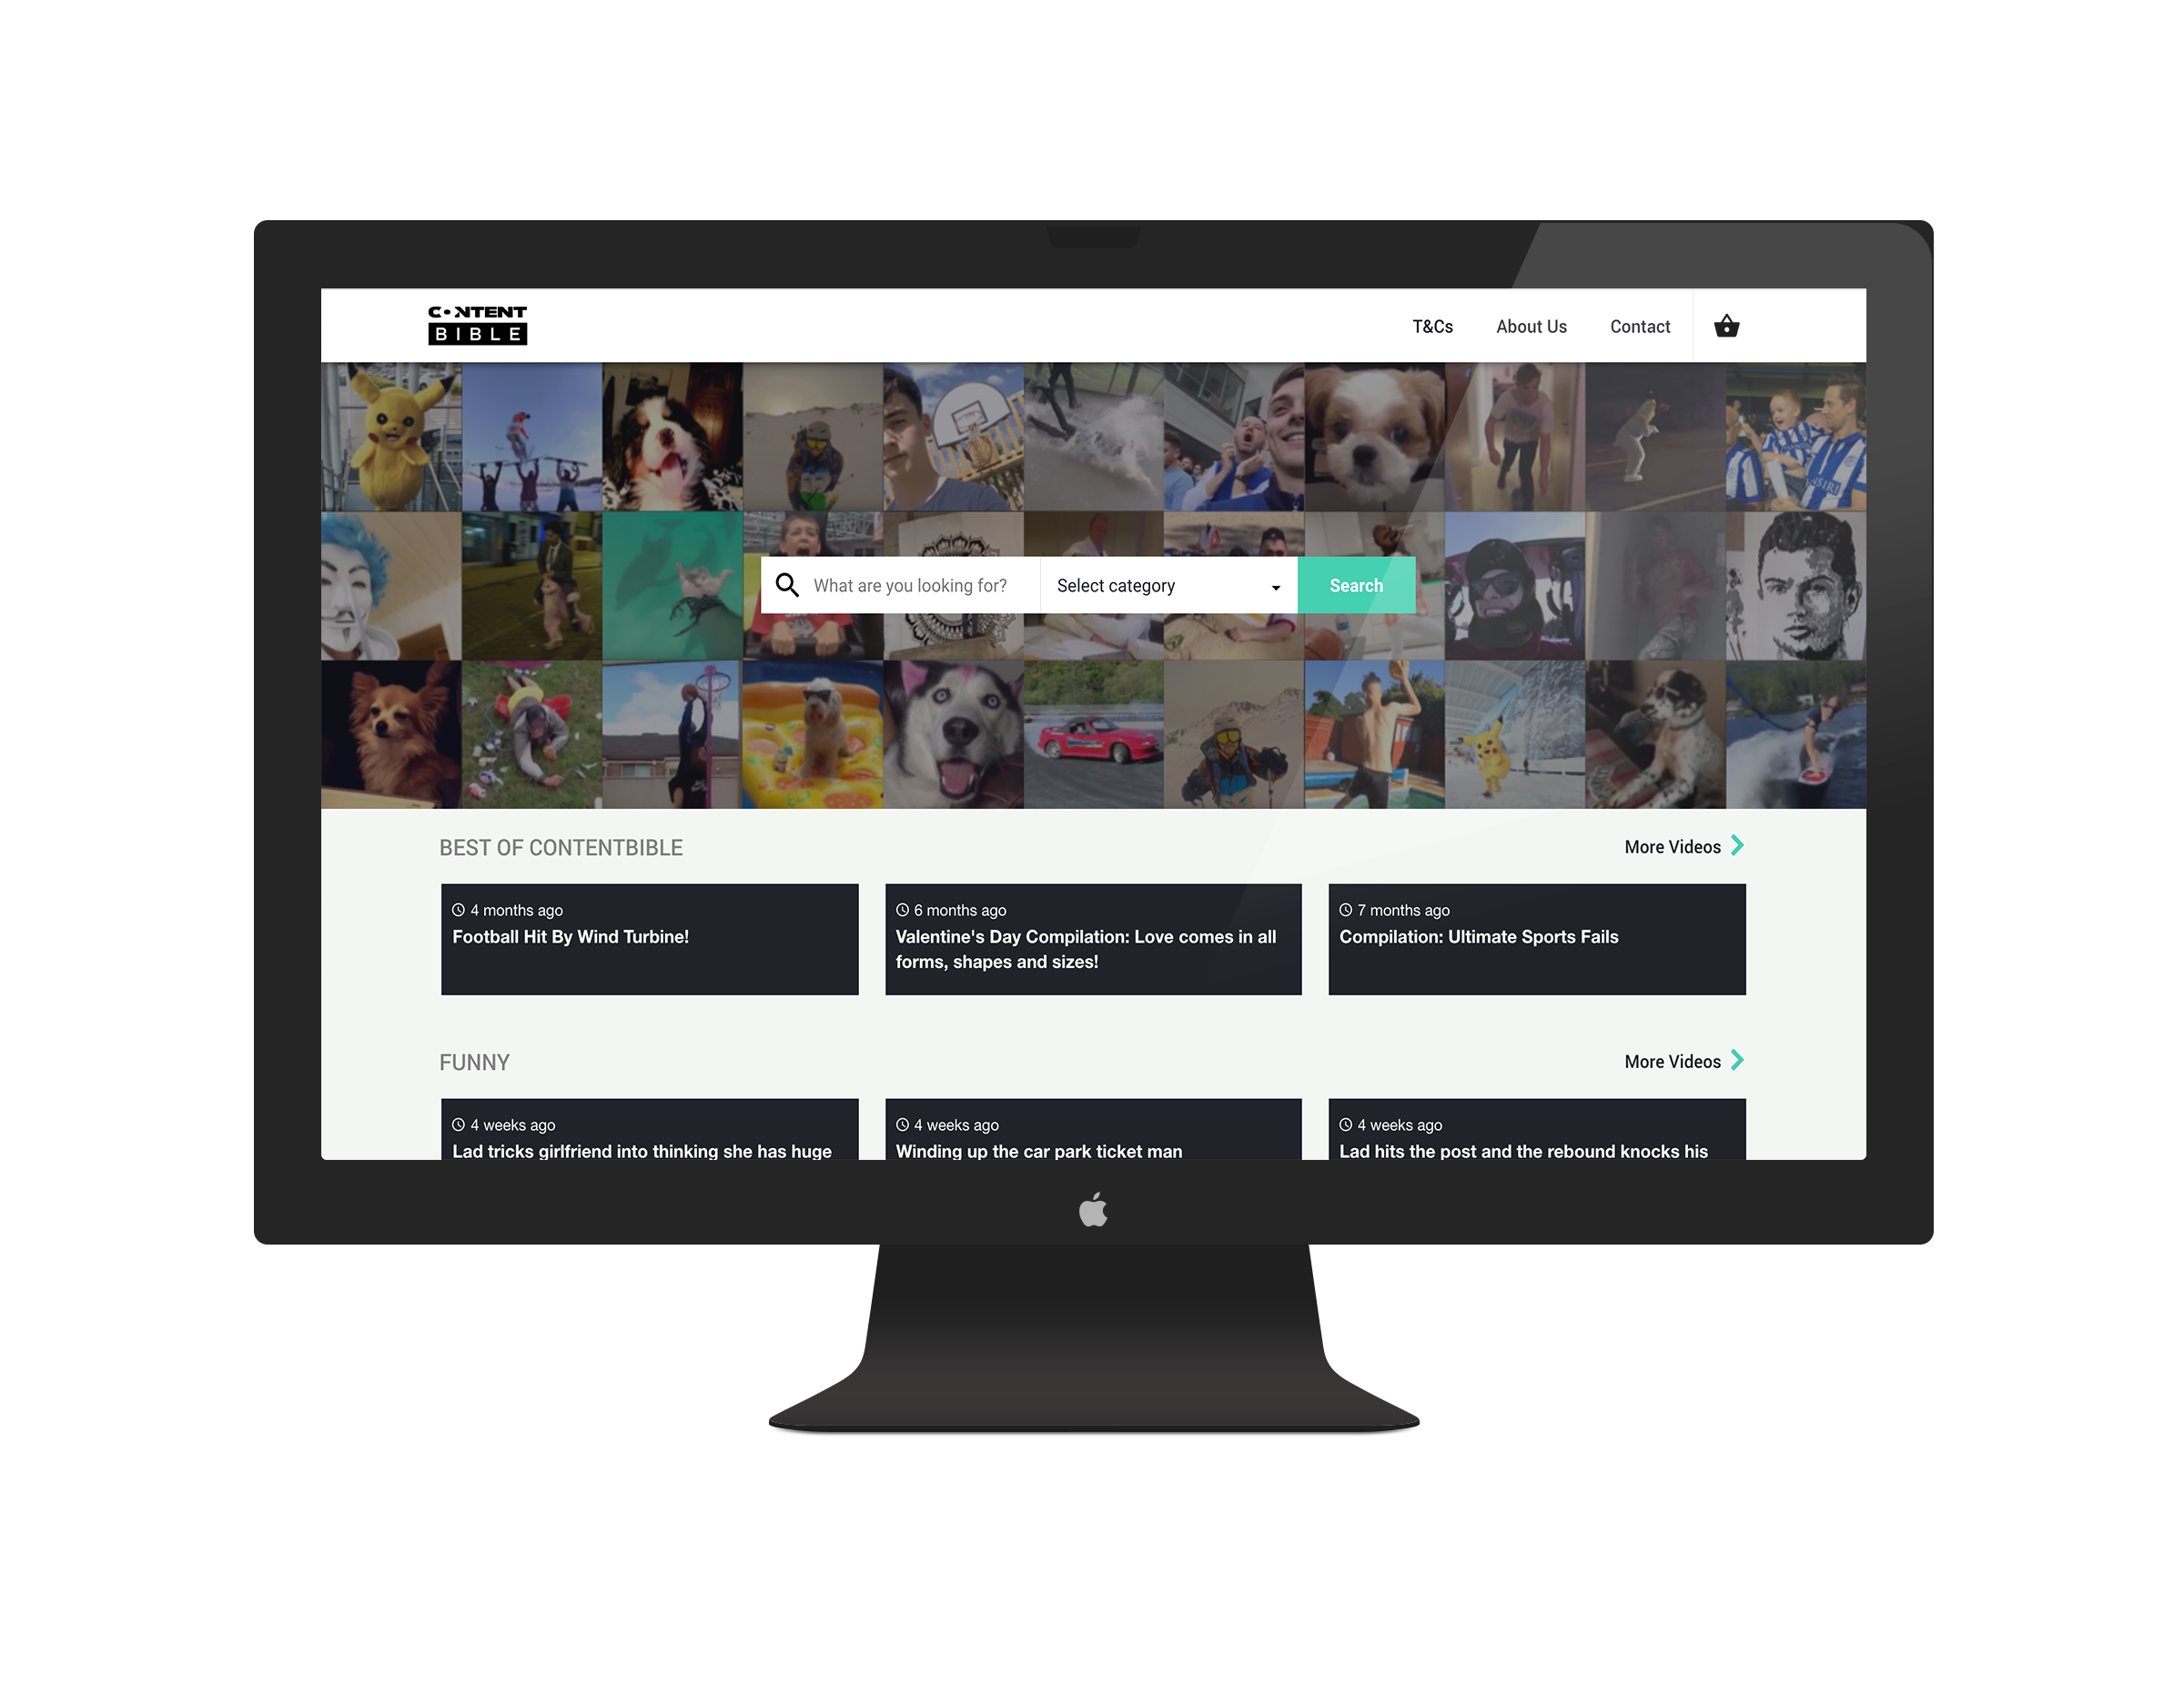 CONTENT
BIBLE
T&Cs About Us Contact
What are you looking for? Select category Search
BEST OF CONTENTBIBLE More Videos
4 months ago
Football Hit By Wind Turbine!
6 months ago
Valentine's Day Compilation: Love comes in all
forms, shapes and sizes!
7 months ago
Compilation: Ultimate Sports Fails
FUNNY More Videos
4 weeks ago
Lad tricks girlfriend into thinking she has huge
4 weeks ago
Winding up the car park ticket man
4 weeks ago
Lad hits the post and the rebound knocks his